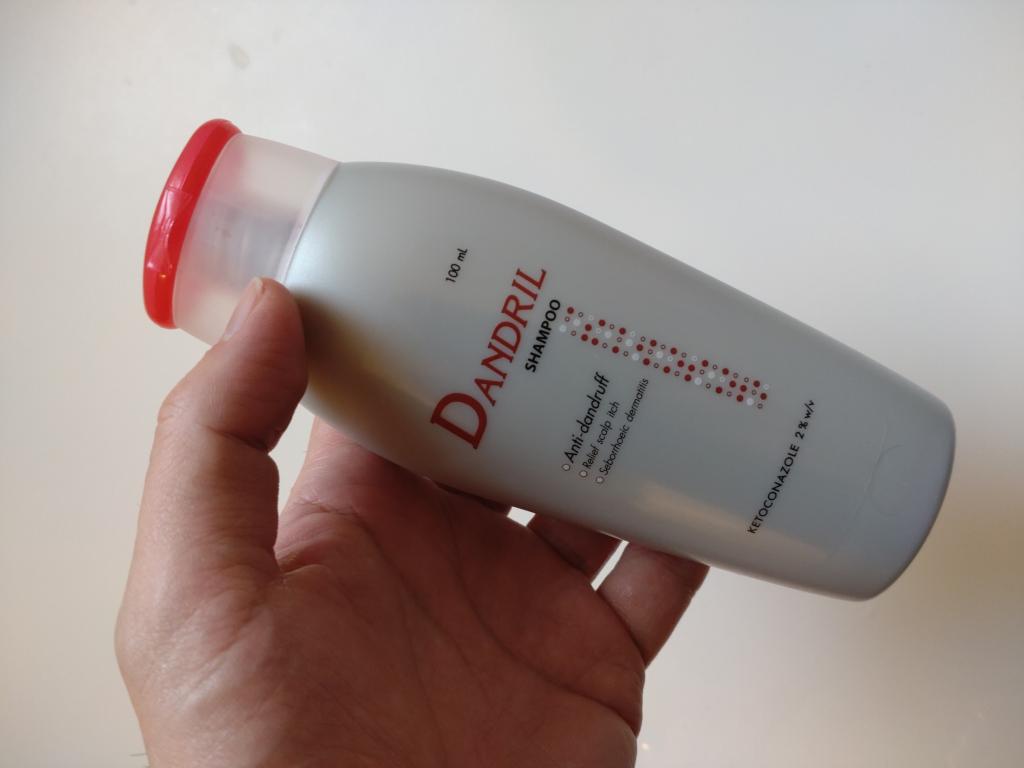 100 mL
DANDRIL
SHAMPOO
Anti-dandruff
Relief scalp itch
Seborrhoeic dermatitis
KETOCONAZOLE 2 % w/v